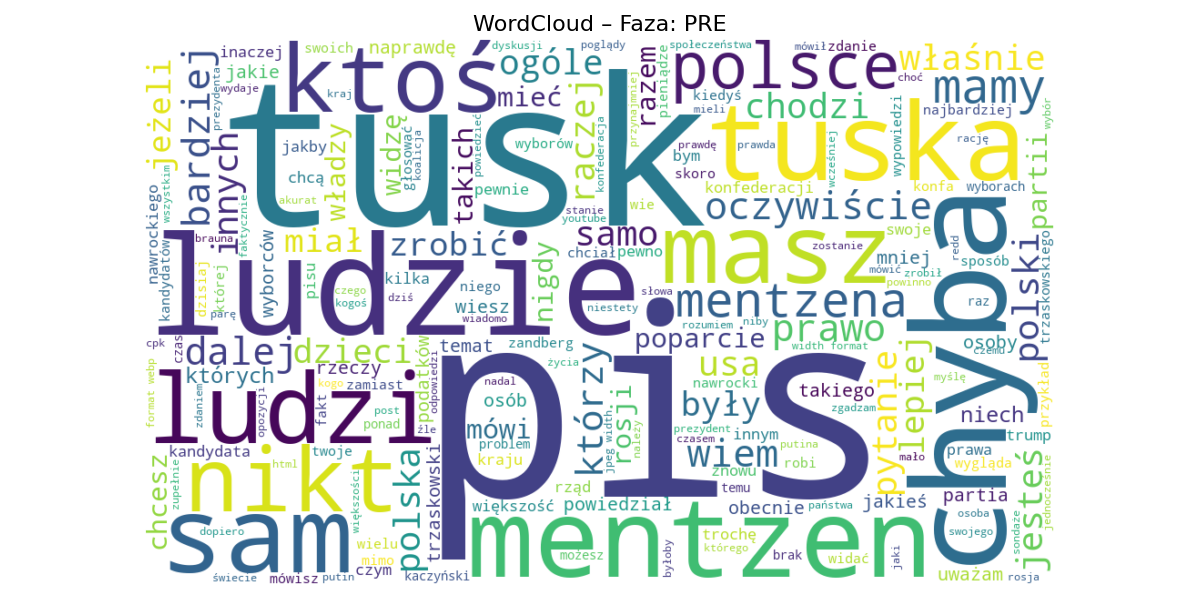 WordCloud – Faza: PRE
inaczej
swoich
naprawdę
dyskusji
poglądy
społeczeństwa
mówił
zdanie
właśnie
jeżeli
jakie
wydaje
prezydenta
bardziej
ktoś
kraj
ogóle
mieć
raczej
przynajmniej
razem
pieniądze
polsce
kiedyś
mieli
chodzi
choć
najbardziej
mamy
wybór
tusk
tuska
jakby
chcą
akurat
władzy
widzę
głosować
koalicja
takich
powiedzieć
pewnie
wyborów
konfederacja
bym
skoro
prawdę
prawda
wcześniej
wypowiedzi
rację
konfa
wyborach
partii
konfederacji
wie
stanie
youtube
oczywiście
swoje
nawrockiego
wszystkim
kandydatów
innych
faktycznie
brauna
miał
zrobić
samo
chciał
pewno
zostanie
mniej
mówić
zrobił
powinno
sposób
redd
polski
trzaskowskiego
dzisiaj
której
wyborców
pisu
czego
kogoś
dziś
kilka
niego
wiesz
wiadomo
nigdy
ludzie
niestety
słowa
masz
mentzena
raz
chyba
parę
cpk
czas
dalej
dzieci
temat
zandberg
poparcie
rozumiem
niby
prawo
width format
osoby
czemu
format webp
których
rzeczy
kogo
zamiast
podatków
odpowiedzi
nadal
życia
którzy
usa
nawrocki
takiego
pytanie
lepiej
myślę
przykład
zdaniem
opozycji
ludzi
fakt
post
ponad
źle
osób
mówi
problem
kraju
jpeg width
rosji
należy
były
prezydent
czasem
innym
putina
zgadzam
mało
niech
trump
pis
kandydata
twoje
chcesz
zupełnie
nikt
html
większości
polska
trzaskowski
rząd
temu
znowu
wiem
robi
prawa
wygląda
jesteś
jednocześnie
sam
dopiero
większość
powiedział
obecnie
państwa
jakieś
partia
osoba
swojego
sondaże
wielu
mimo
czym
mentzen
możesz
byłoby
trochę
którego
brak
widać
jaki
uważam
rosja
świecie
mówisz
putin
kaczyński